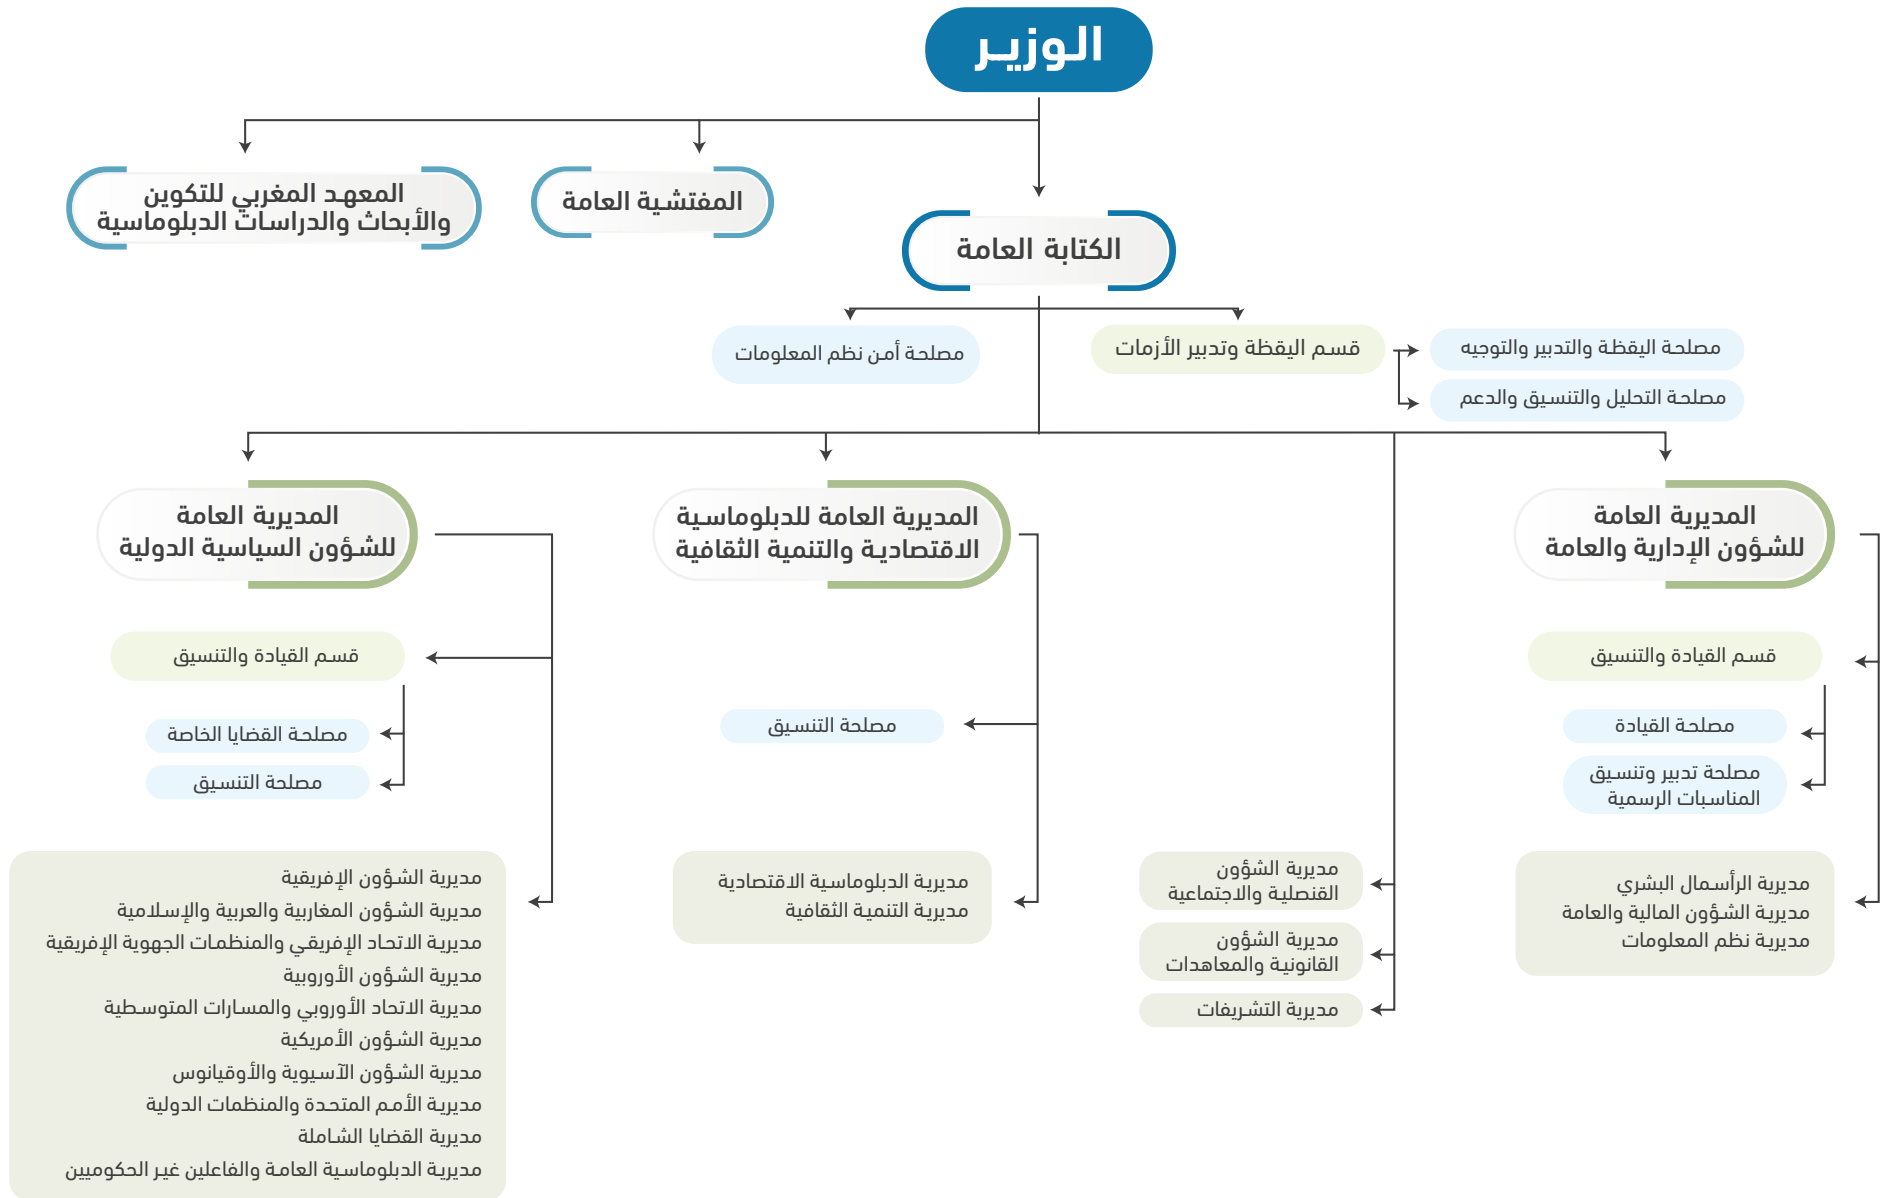 الوزير
المفتشية العامة
المعهد المغربي للتكوين
والأبحاث والدراسات الدبلوماسية
الكتابة العامة
مصلحة اليقظة والتدبير والتوجيه
مصلحة التحليل والتنسيق والدعم
قسم اليقظة وتدبير الأزمات
مصلحة أمن نظم المعلومات
المديرية العامة
للشؤون الإدارية والعامة
قسم القيادة والتنسيق
مصلحة القيادة
مصلحة تدبير وتنسيق
المناسبات الرسمية
مديرية الرأسمال البشري
مديرية الشؤون المالية والعامة
مديرية نظم المعلومات
مديرية الشؤون
القنصلية والاجتماعية
مديرية الشؤون
القانونية والمعاهدات
مديرية التشريفات
المديرية العامة للدبلوماسية
الاقتصادية والتنمية الثقافية
مصلحة التنسيق
مديرية الدبلوماسية الاقتصادية
مديرية التنمية الثقافية
المديرية العامة
للشؤون السياسية الدولية
قسم القيادة والتنسيق
مصلحة القضايا الخاصة
مصلحة التنسيق
مديرية الشؤون الإفريقية
مديرية الشؤون المغاربية والعربية والإسلامية
مديرية الاتحاد الإفريقي والمنظمات الجهوية الإفريقية
مديرية الشؤون الأوروبية
مديرية الاتحاد الأوروبي والمسارات المتوسطية
مديرية الشؤون الأمريكية
مديرية الشؤون الآسيوية والأوقيانوس
مديرية الأمم المتحدة والمنظمات الدولية
مديرية القضايا الشاملة
مديرية الدبلوماسية العامة والفاعلين غير الحكوميين